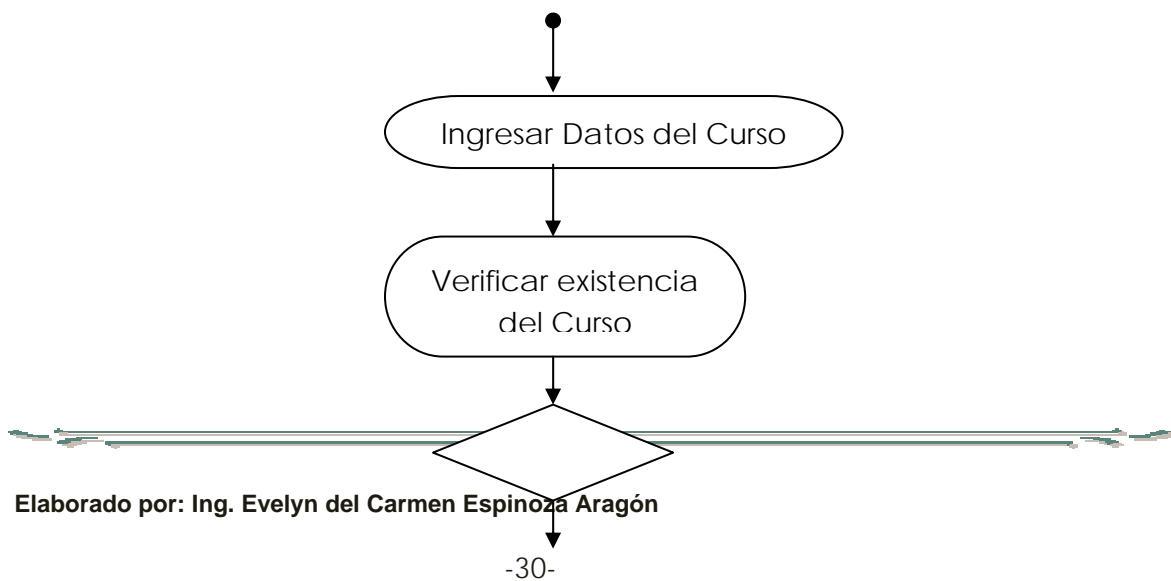 Ingresar Datos del Curso
Verificar existencia
del Curso
Elaborado por: Ing. Evelyn del Carmen Espinoza Aragón
-30-